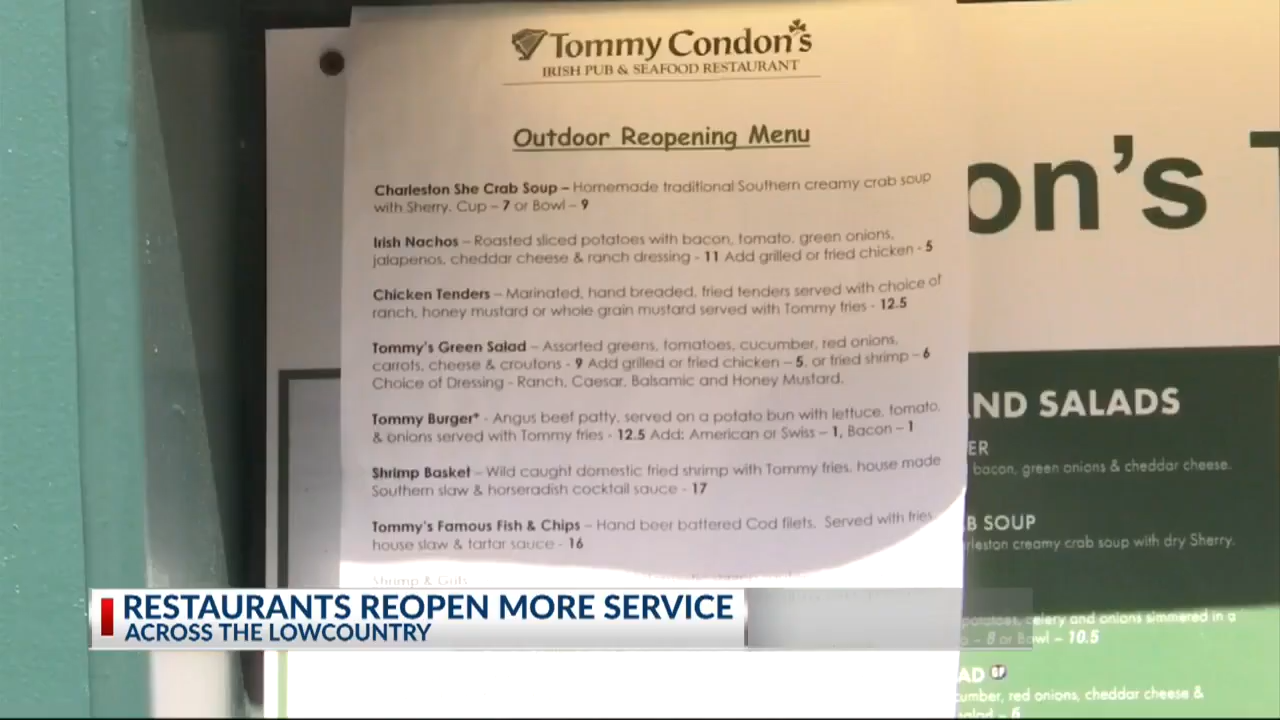 Tommy Condon's
IRISH PUB & SEAFOOD RESTAURANT
Outdoor Reopening Menu
Charleston She Crab Soup – Homemade traditional Southern creamy crab soup
with Sherry. Cup – 7 or Bowl – 9
Irish Nachos – Roasted sliced potatoes with bacon, tomato, green onions,
jalapenos, cheddar cheese & ranch dressing - 11 Add grilled or fried chicken - 5
Chicken Tenders – Marinated, hand breaded, fried tenders served with choice of
ranch, honey mustard or whole grain mustard served with Tommy fries - 12.5
Tommy's Green Salad – Assorted greens, tomatoes, cucumber, red onions,
carrots, cheese & croutons - 9 Add grilled or fried chicken – 5, or fried shrimp – 6
Choice of Dressing - Ranch, Caesar, Balsamic and Honey Mustard.
Tommy Burger* - Angus beef patty, served on a potato bun with lettuce, tomato,
& onions served with Tommy fries - 12.5 Add: American or Swiss – 1, Bacon – 1
Shrimp Basket – Wild caught domestic fried shrimp with Tommy fries, house made
Southern slaw & horseradish cocktail sauce - 17
Tommy's Famous Fish & Chips – Hand beer battered Cod filets. Served with fries,
house slaw & tartar sauce - 16
Shrimp & Grits
on's
ND SALADS
ER
bacon, green onions & cheddar cheese.
B SOUP
rleston creamy crab soup with dry Sherry.
potatoes, celery and onions simmered in a
– 8 or Bowl – 10.5
AD GF
cumber, red onions, cheddar cheese &
salad – 6
RESTAURANTS REOPEN MORE SERVICE
ACROSS THE LOWCOUNTRY